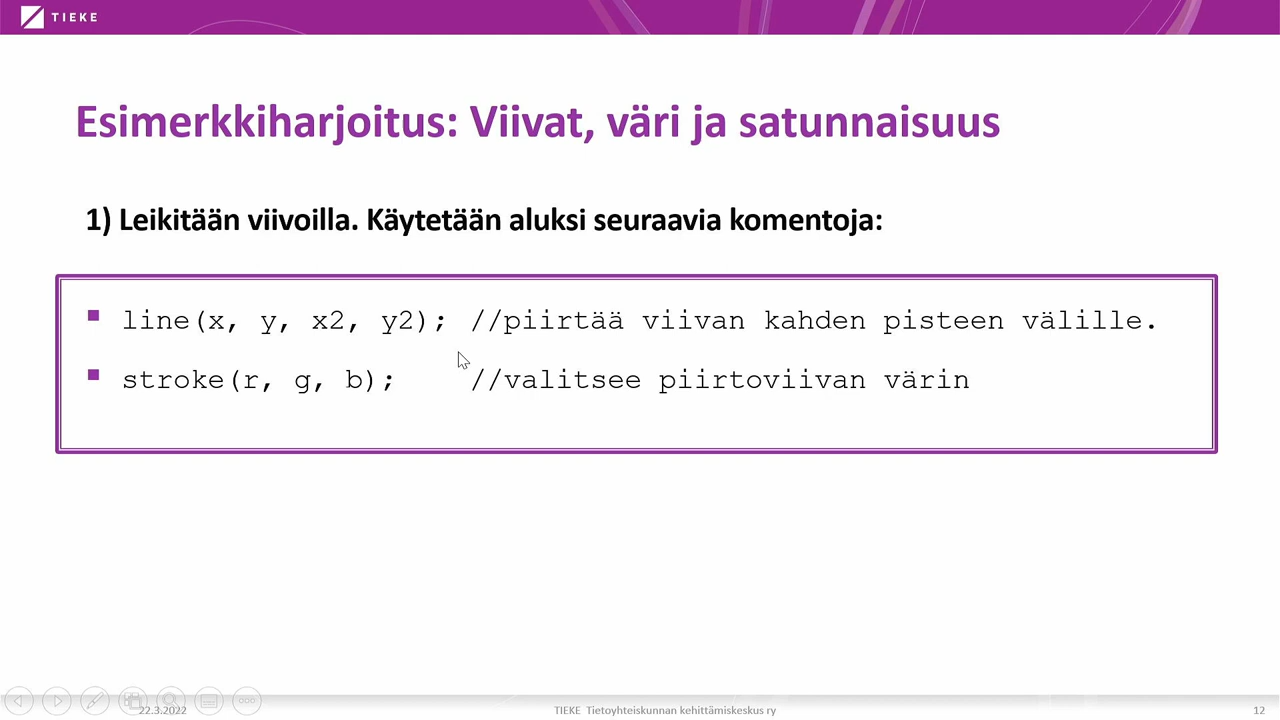 TIEKE
Esimerkkiharjoitus: Viivat, väri ja satunnaisuus
1) Leikitään viivoilla. Käytetään aluksi seuraavia komentoja:
line(x, y, x2, y2); //piirtää viivan kahden pisteen välille.
stroke(r, g, b); //valitsee piirtoviivan värin
22.3.2022
TIEKE Tietoyhteiskunnan kehittämiskeskus ry
12